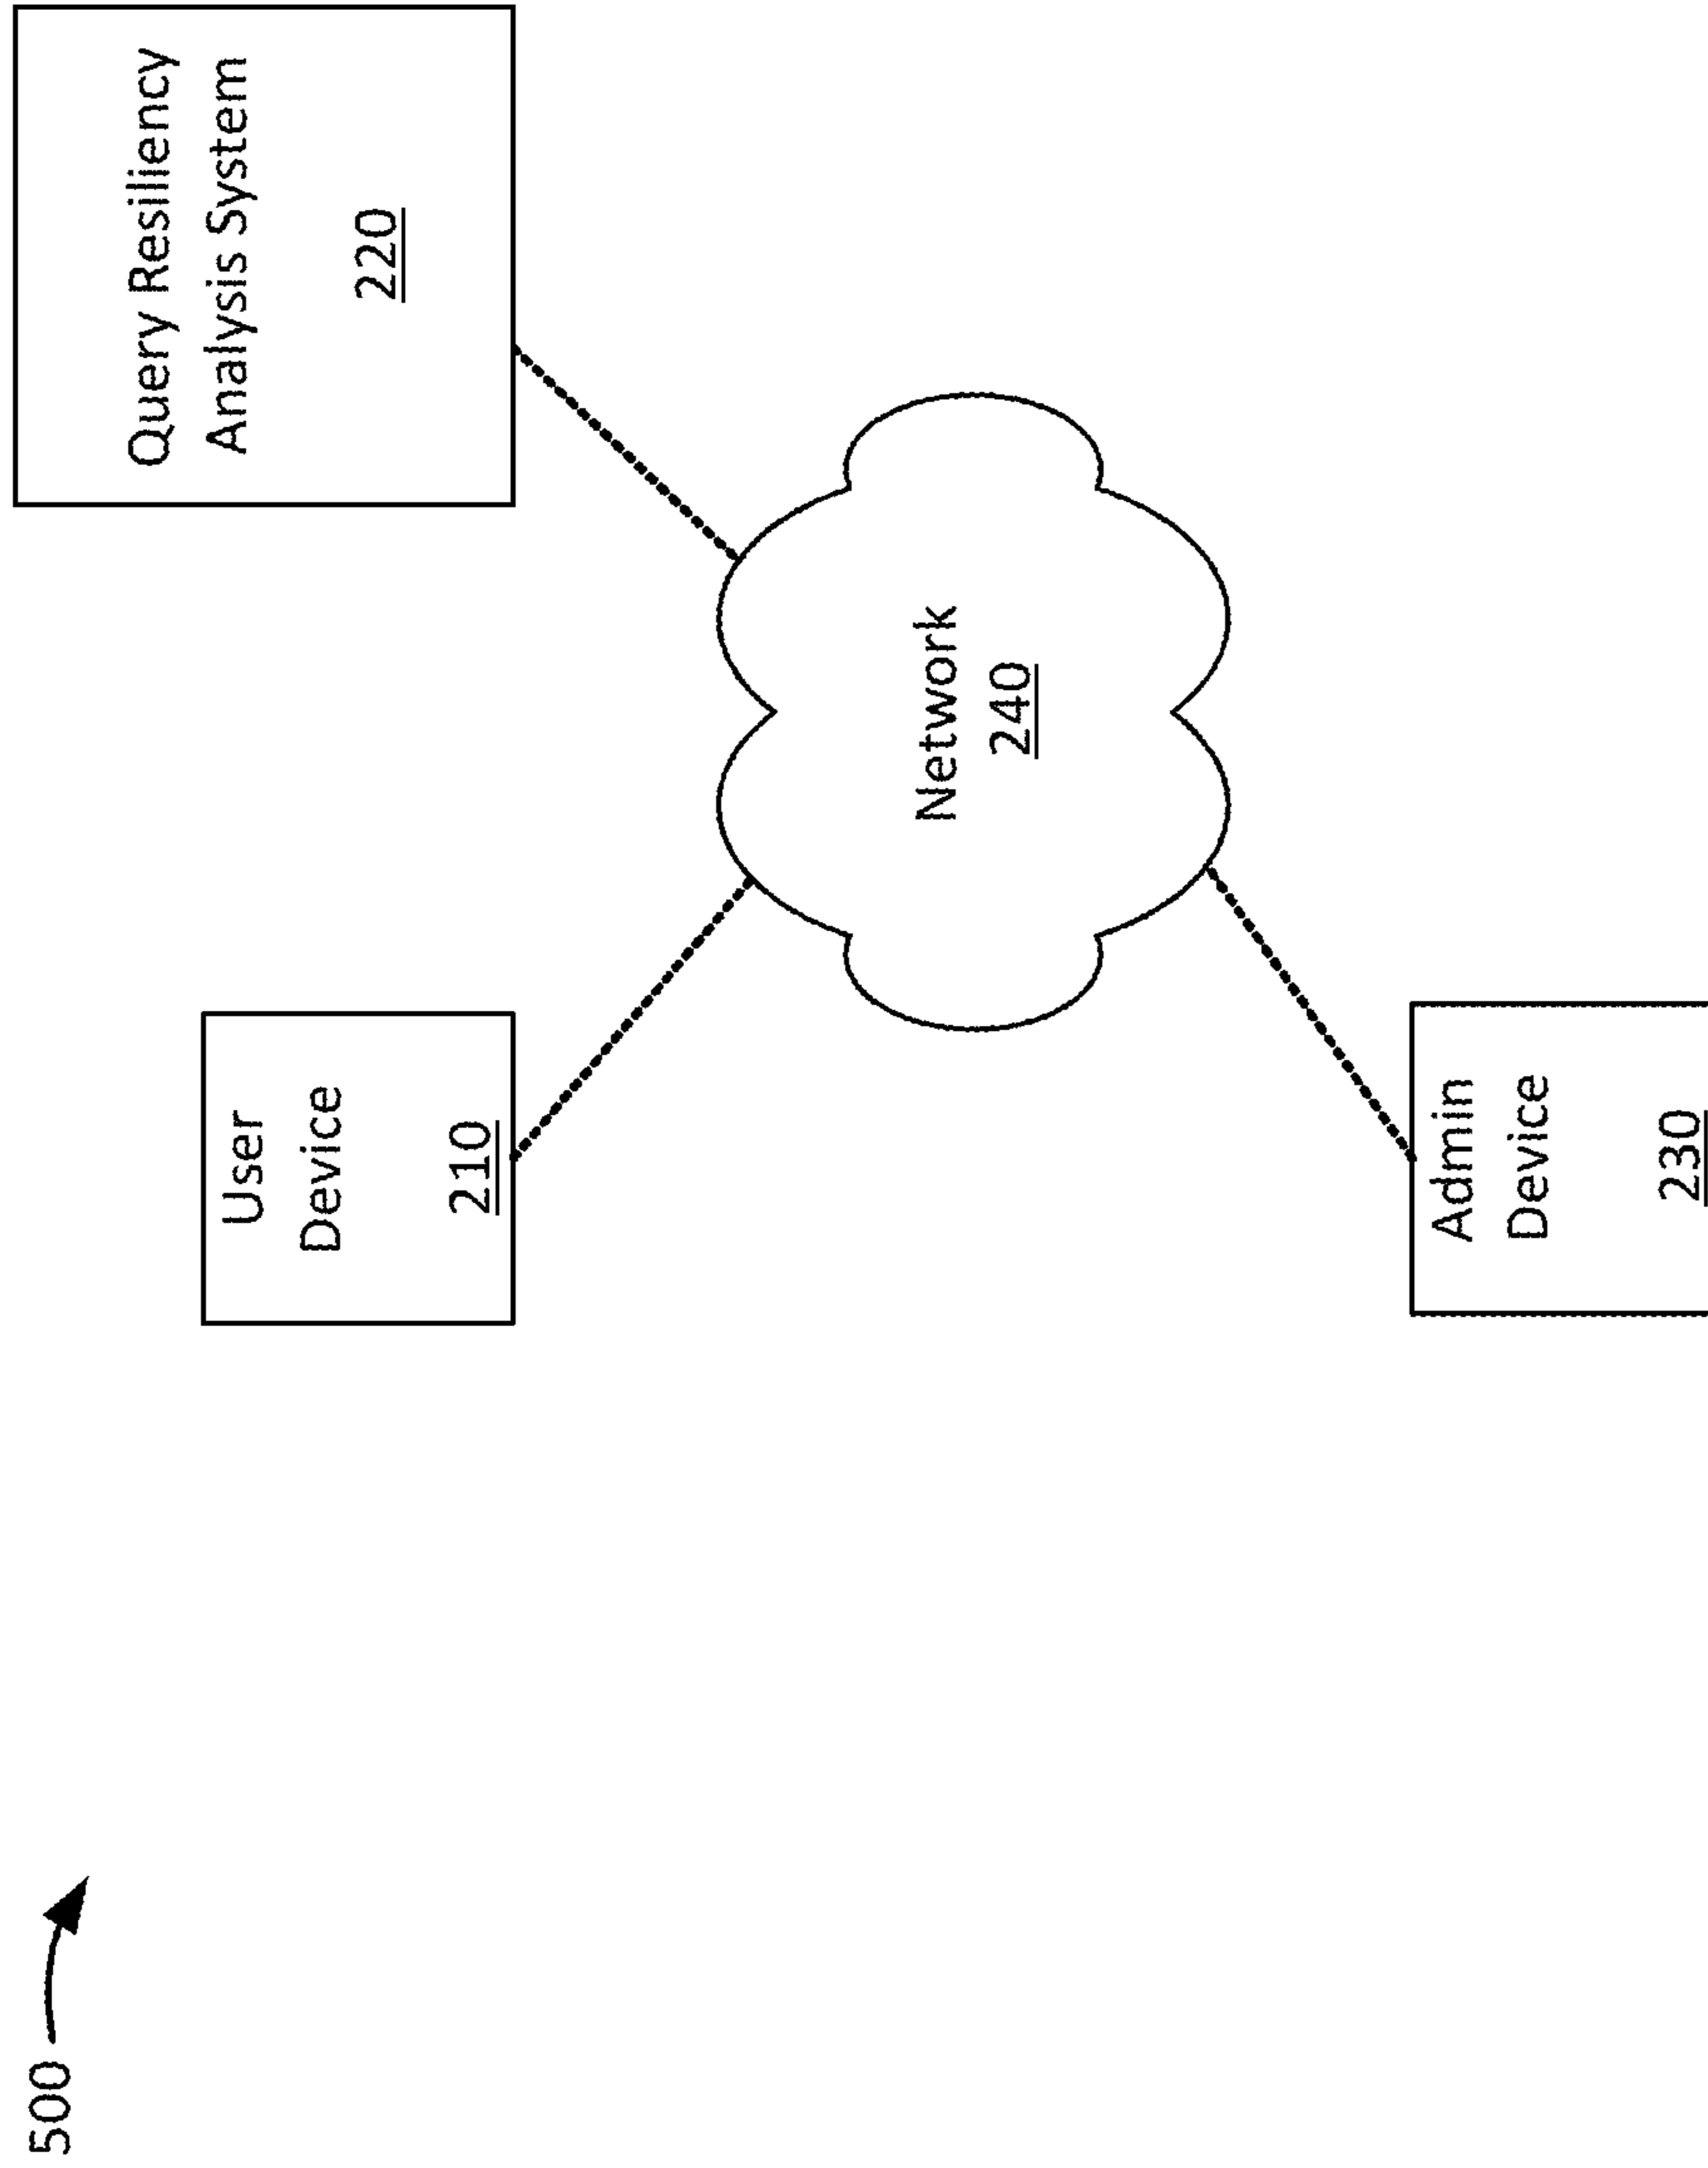 500
User
Device
210
Query Resiliency
Analysis System
220
Network
240
Admin
Device
230